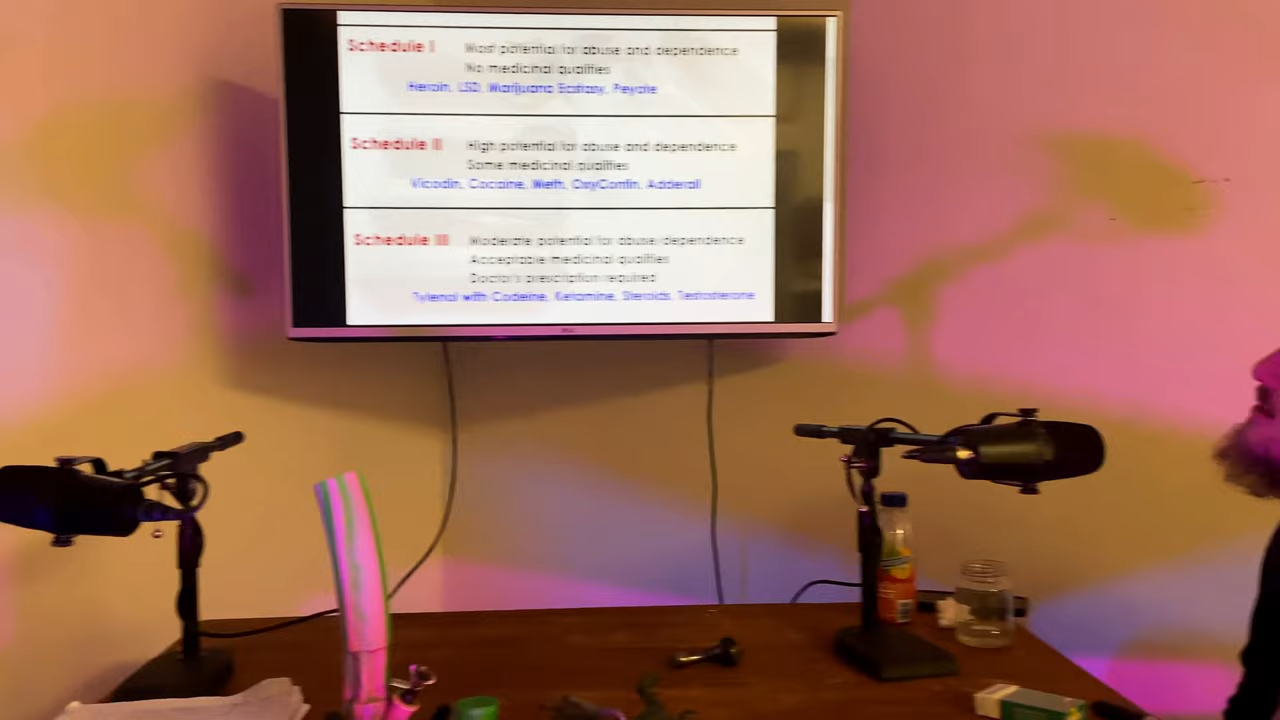 Schedule I Most potential for abuse and dependence
No medicinal qualities
Heroin, LSD, Marijuana Ecstasy, Peyote
Schedule II High potential for abuse and dependence
Some medicinal qualities
Vicodin, Cocaine, Meth, OxyContin, Adderall
Schedule III Moderate potential for abuse/dependence
Acceptable medicinal qualities
Doctor's prescription required
Tylenol with Codeine, Ketamine, Steroids, Testosterone